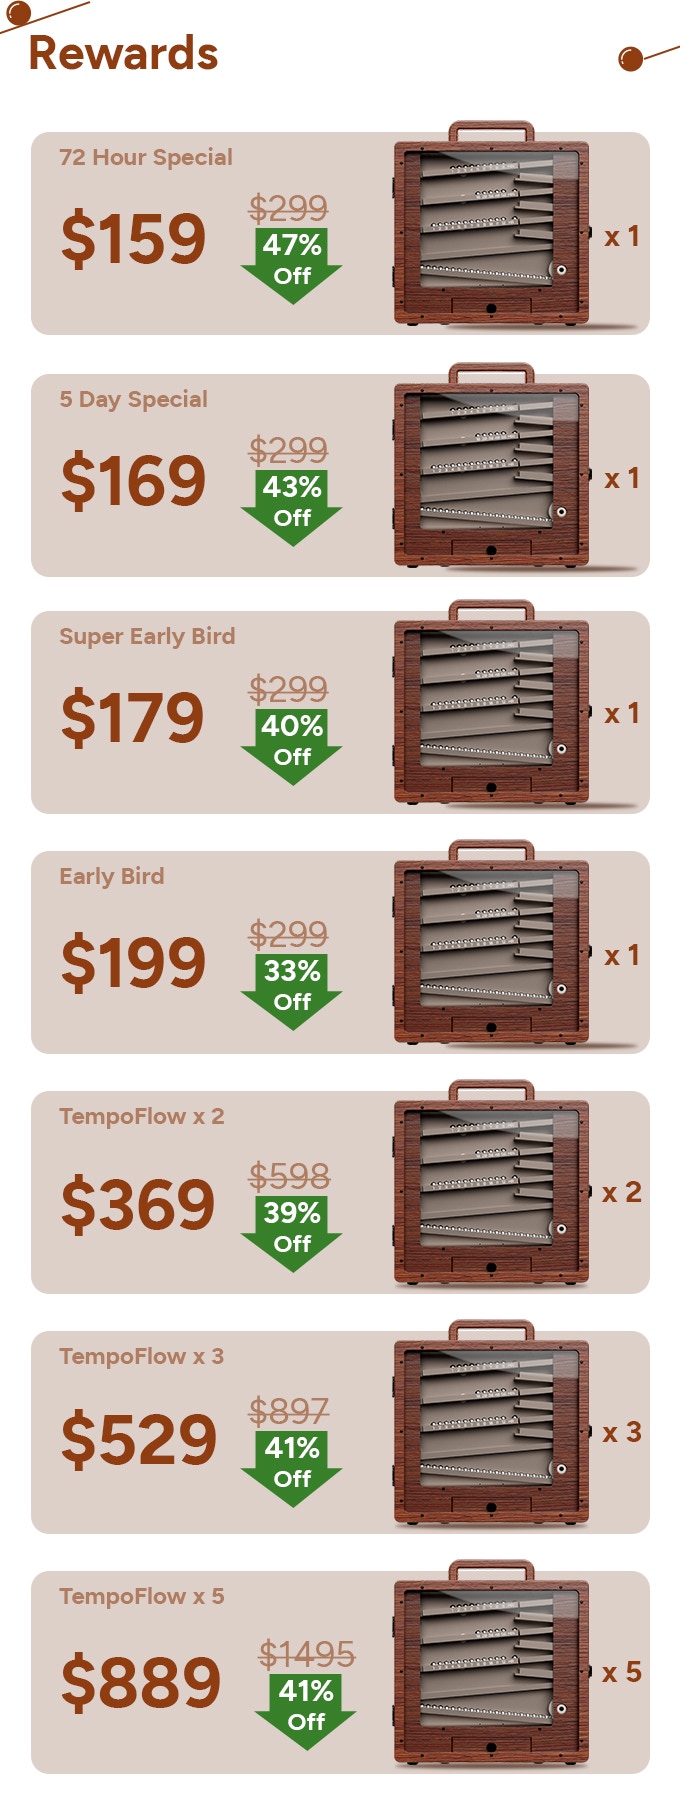 Rewards
72 Hour Special
$159
$299
47%
Off
x 1
5 Day Special
$169
$299
43%
Off
x 1
Super Early Bird
$179
$299
40%
Off
x 1
Early Bird
$199
$299
33%
Off
x 1
TempoFlow x 2
$369
$598
39%
Off
x 2
TempoFlow x 3
$529
$897
41%
Off
x 3
TempoFlow x 5
$889
$1495
41%
Off
x 5